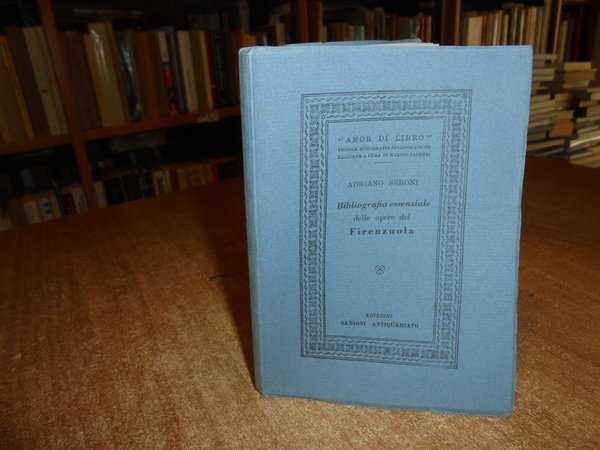 "AMOR DI LIBRO"
PICCOLE MONOGRAFIE BIBLIOGRAFICHE
RACCOLTE A CURA DI MARINO PARENTI
ADRIANO SERONI
Bibliografia essenziale
delle opere del
Firenzuola
EDIZIONI
SANSONI ANTIQUARIATO